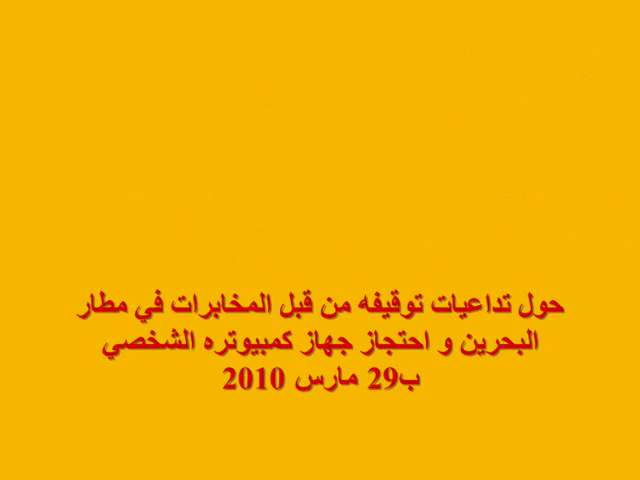 حول تداعيات توقيفه من قبل المخابرات في مطار
البحرين و احتجاز جهاز كمبيوتره الشخصي
ب29 مارس 2010